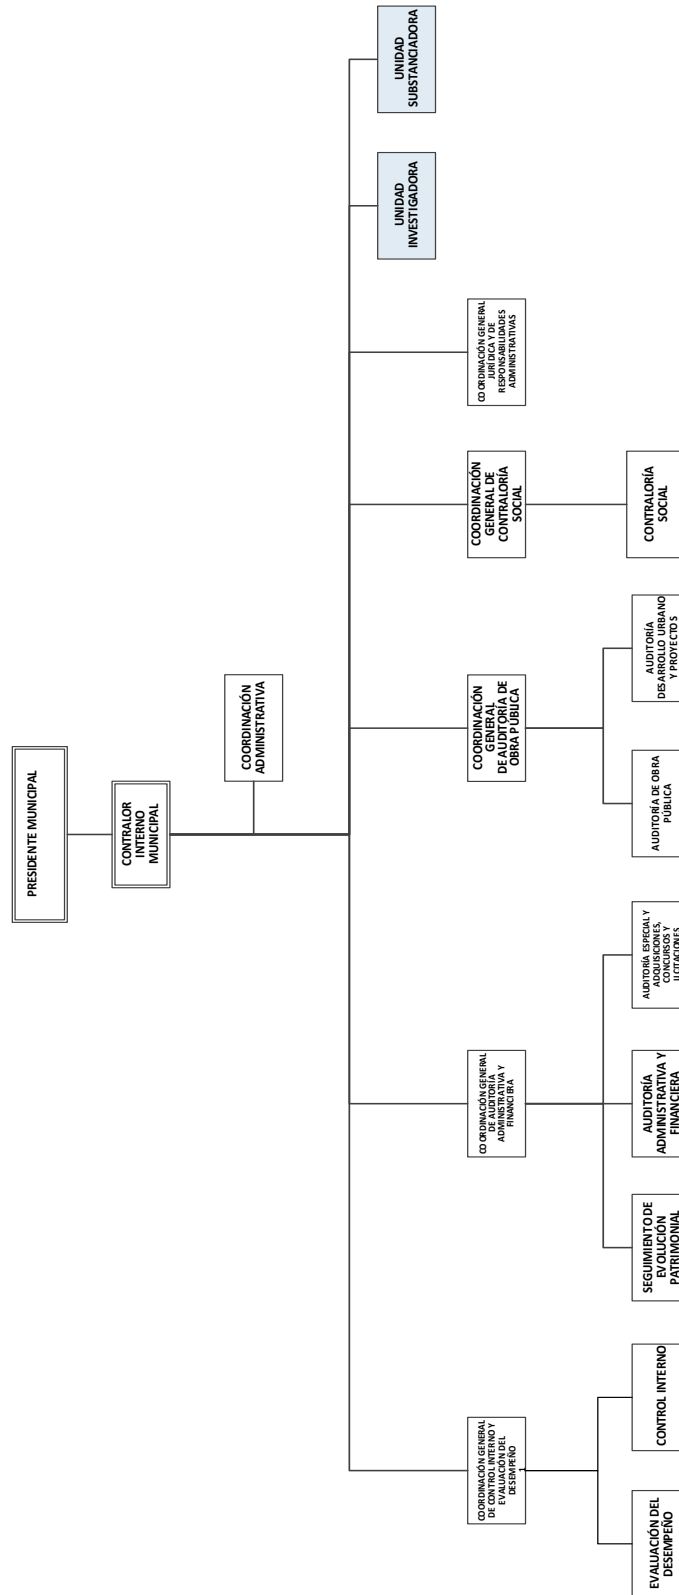 PRESIDENTE MUNICIPAL
CONTRALOR
INTERNO
MUNICIPAL
COORDINACIÓN
ADMINISTRATIVA
UNIDAD
INVESTIGADORA
UNIDAD
SUBSTANCIADORA
COORDINACIÓN GENERAL
DE CONTROL INTERNO Y
EVALUACIÓN DEL
DESEMPEÑO
1
COORDINACIÓN GENERAL
DE AUDITORÍA
ADMINISTRATIVA Y
FINANCIERA
COORDINACIÓN
GENERAL
DE AUDITORÍA DE
OBRA PÚBLICA
COORDINACIÓN
GENERAL DE
CONTRALORÍA
SOCIAL
COORDINACIÓN GENERAL
JURÍDICA Y DE
RESPONSABILIDADES
ADMINISTRATIVAS
EVALUACIÓN DEL
DESEMPEÑO
CONTROL INTERNO
SEGUIMIENTO DE
EVOLUCIÓN
PATRIMONIAL
AUDITORÍA
ADMINISTRATIVA Y
FINANCIERA
AUDITORÍA ESPECIAL Y
ADQUISICIONES,
CONCURSOS Y
LICITACIONES
AUDITORÍA DE OBRA
PÚBLICA
AUDITORÍA
DESARROLLO URBANO
Y PROYECTOS
CONTRALORÍA
SOCIAL